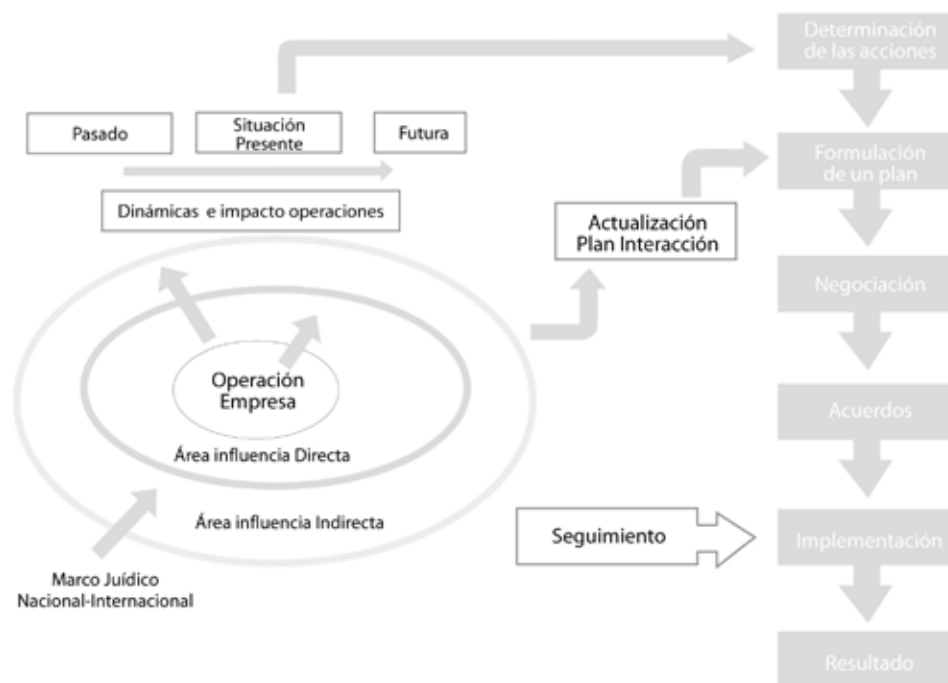 Determinación
de las acciones
Pasado
Situación
Presente
Futura
Formulación
de un plan
Dinámicas e impacto operaciones
Actualización
Plan Interacción
Negociación
Operación
Empresa
Acuerdos
Área influencia Directa
Área influencia Indirecta
Seguimiento
Implementación
Marco Juídico
Nacional-Internacional
Resultado